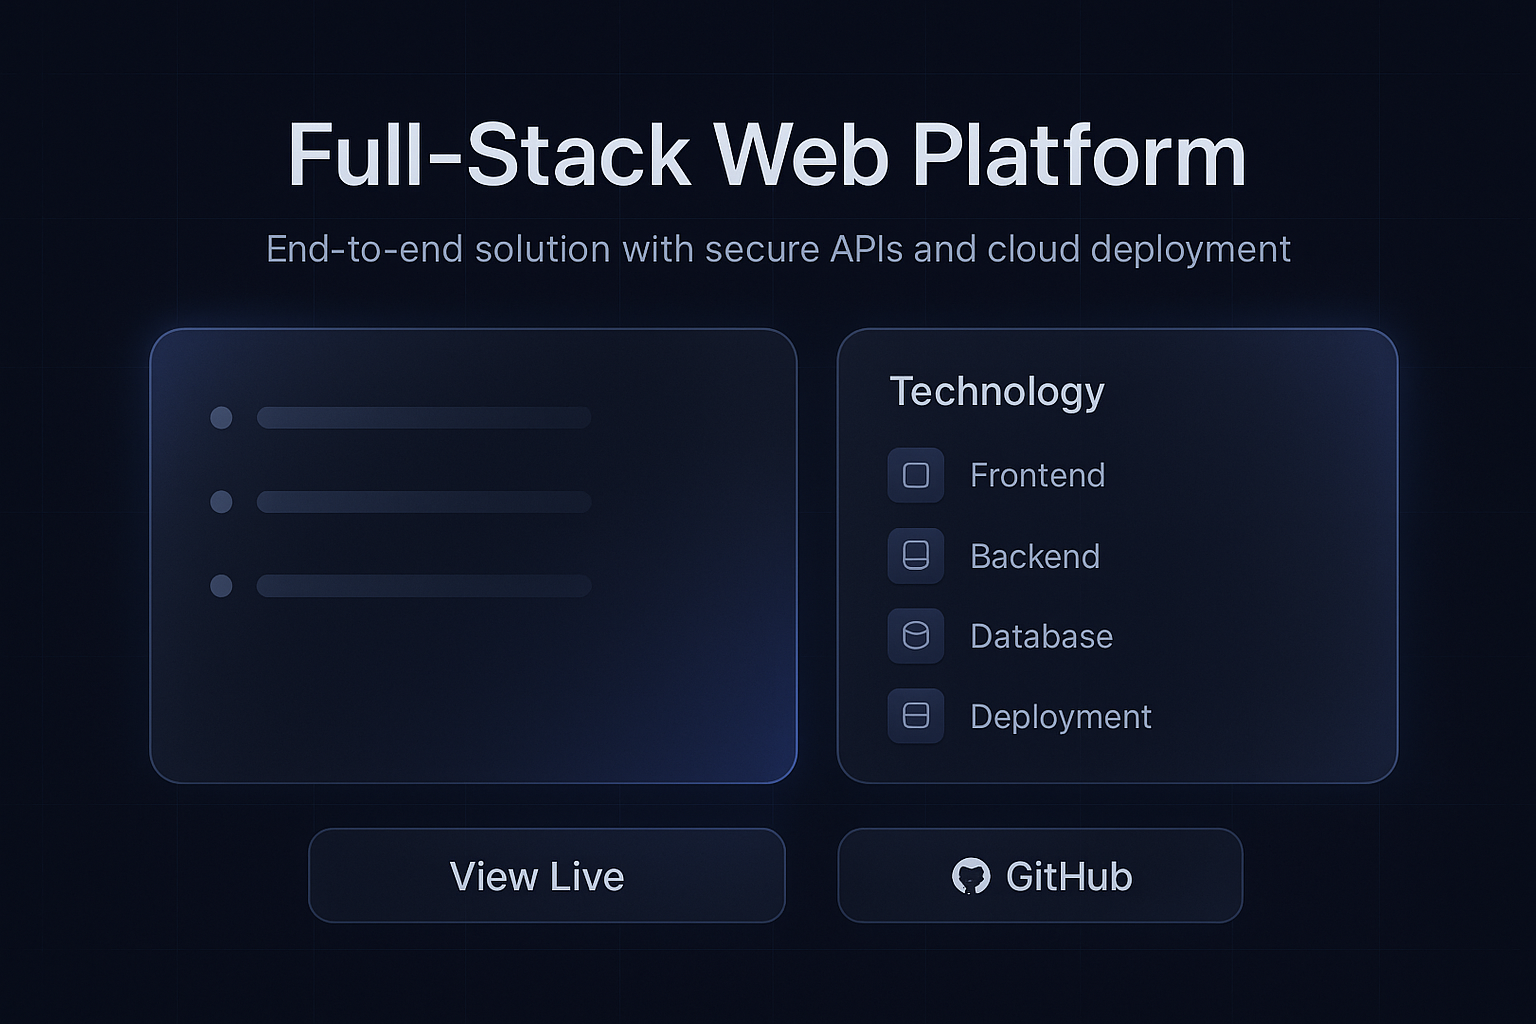 Full-Stack Web Platform
End-to-end solution with secure APIs and cloud deployment
Technology
Frontend
Backend
Database
Deployment
View Live
GitHub